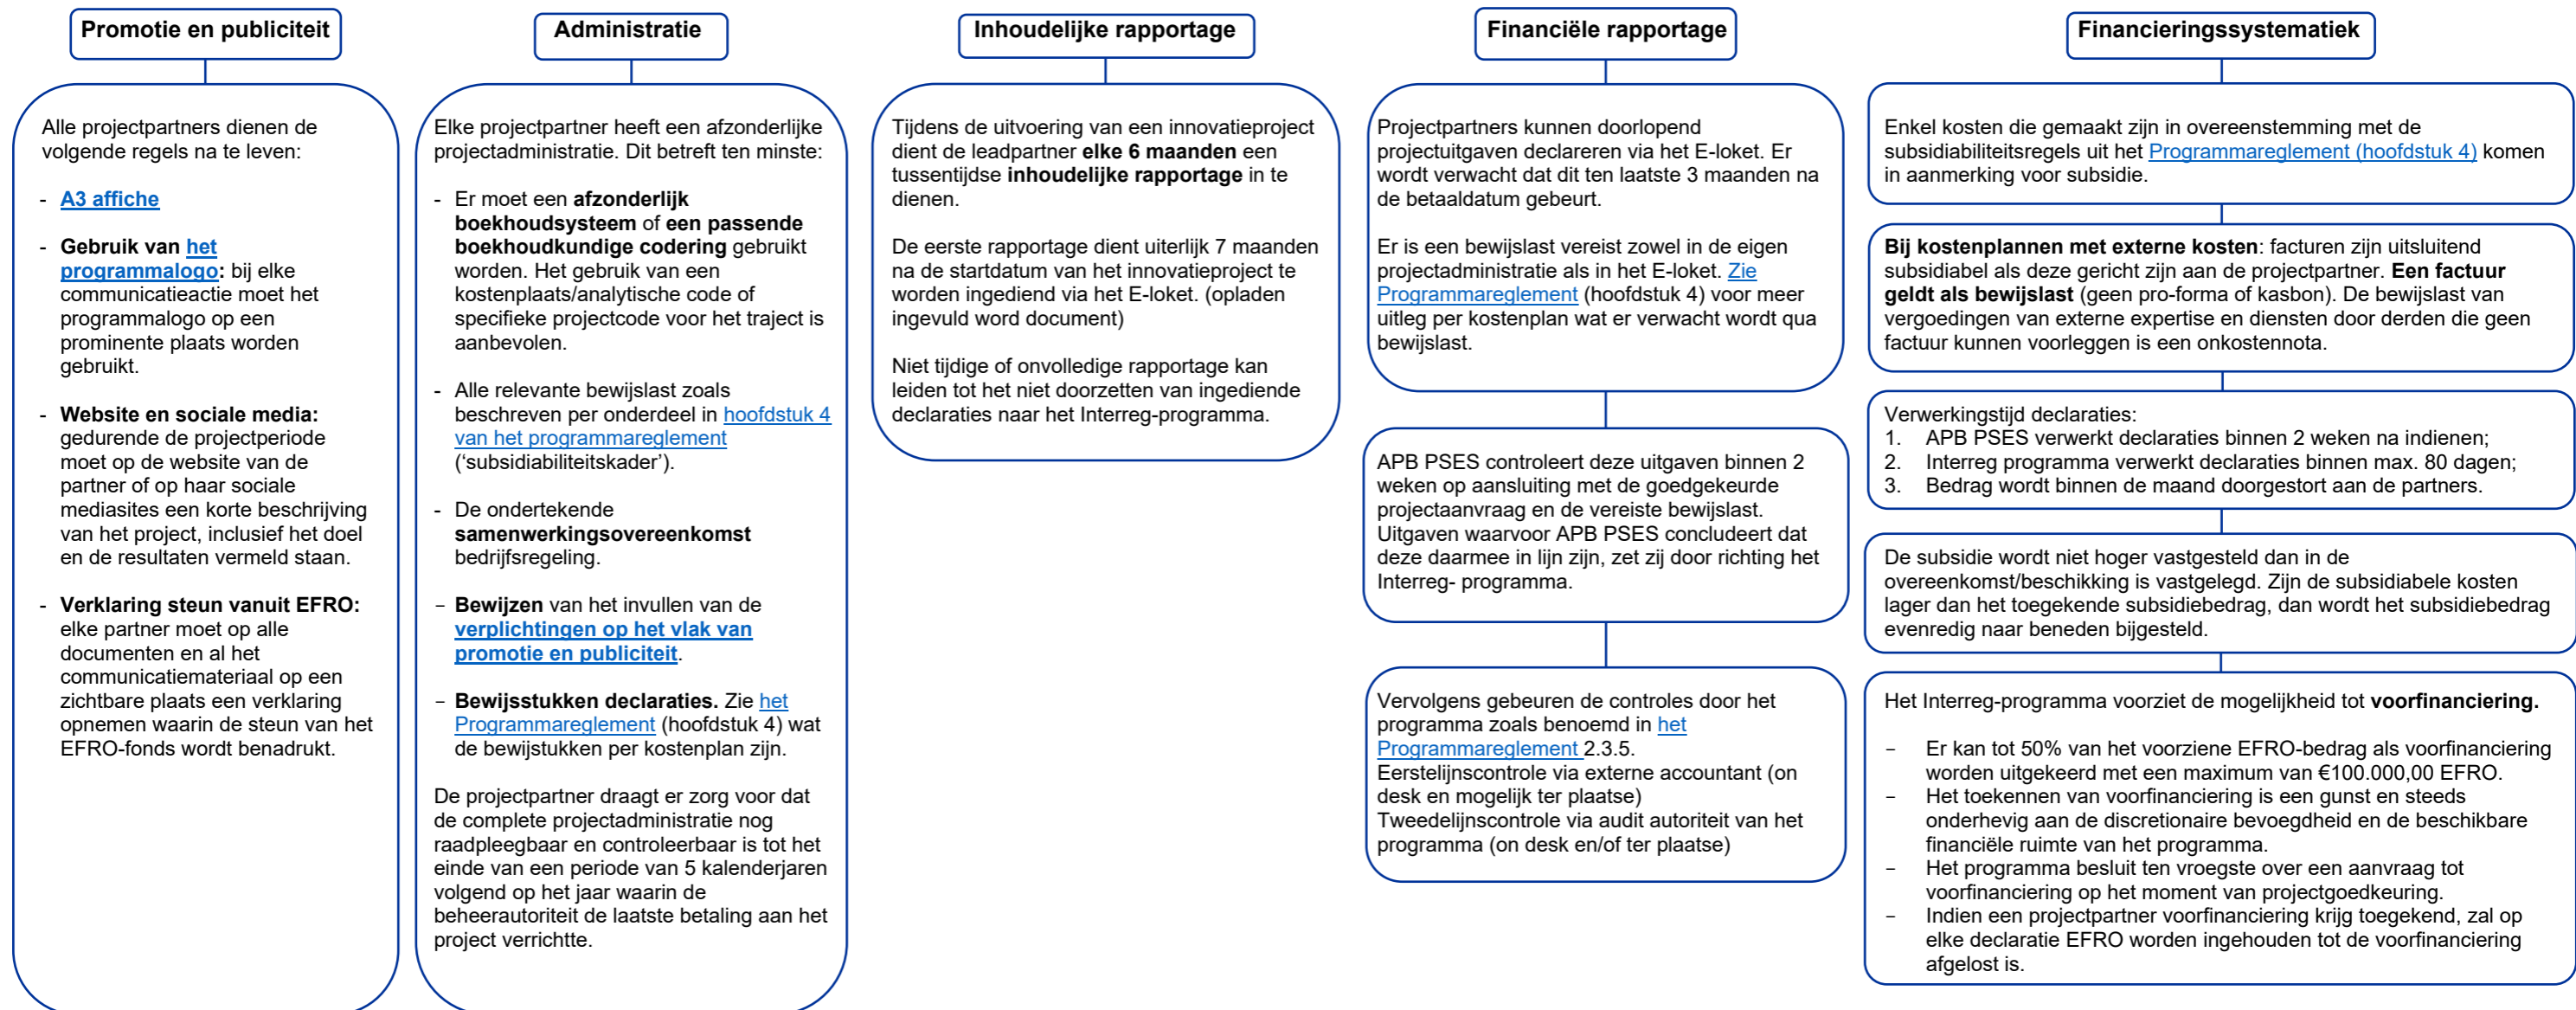 Promotie en publiciteit
Alle projectpartners dienen de
volgende regels na te leven:
- A3 affiche
- Gebruik van het
programmalogo: bij elke
communicatieactie moet het
programmalogo op een
prominente plaats worden
gebruikt.
- Website en sociale media:
gedurende de projectperiode
moet op de website van de
partner of op haar sociale
mediasites een korte beschrijving
van het project, inclusief het doel
en de resultaten vermeld staan.
- Verklaring steun vanuit EFRO:
elke partner moet op alle
documenten en al het
communicatiemateriaal op een
zichtbare plaats een verklaring
opnemen waarin de steun van het
EFRO-fonds wordt benadrukt.
Administratie
Elke projectpartner heeft een afzonderlijke
projectadministratie. Dit betreft ten minste:
- Er moet een afzonderlijk
boekhoudsysteem of een passende
boekhoudkundige codering gebruikt
worden. Het gebruik van een
kostenplaats/analytische code of
specifieke projectcode voor het traject is
aanbevolen.
- Alle relevante bewijslast zoals
beschreven per onderdeel in hoofdstuk 4
van het programmareglement
(‘subsidiabiliteitskader’).
- De ondertekende
samenwerkingsovereenkomst
bedrijfsregeling.
- Bewijzen van het invullen van de
verplichtingen op het vlak van
promotie en publiciteit.
- Bewijsstukken declaraties. Zie het
Programmareglement (hoofdstuk 4) wat
de bewijstukken per kostenplan zijn.
De projectpartner draagt er zorg voor dat
de complete projectadministratie nog
raadpleegbaar en controleerbaar is tot het
einde van een periode van 5 kalenderjaren
volgend op het jaar waarin de
beheerautoriteit de laatste betaling aan het
project verrichtte.
Inhoudelijke rapportage
Tijdens de uitvoering van een innovatieproject
dient de leadpartner elke 6 maanden een
tussentijdse inhoudelijke rapportage in te
dienen.
De eerste rapportage dient uiterlijk 7 maanden
na de startdatum van het innovatieproject te
worden ingediend via het E-loket. (opladen
ingevuld word document)
Niet tijdige of onvolledige rapportage kan
leiden tot het niet doorzetten van ingediende
declaraties naar het Interreg-programma.
Financiële rapportage
Projectpartners kunnen doorlopend
projectuitgaven declareren via het E-loket. Er
wordt verwacht dat dit ten laatste 3 maanden na
de betaaldatum gebeurt.
Er is een bewijslast vereist zowel in de eigen
projectadministratie als in het E-loket. Zie
Programmareglement (hoofdstuk 4) voor meer
uitleg per kostenplan wat er verwacht wordt qua
bewijslast.
APB PSES controleert deze uitgaven binnen 2
weken op aansluiting met de goedgekeurde
projectaanvraag en de vereiste bewijslast.
Uitgaven waarvoor APB PSES concludeert dat
deze daarmee in lijn zijn, zet zij door richting het
Interreg- programma.
Vervolgens gebeuren de controles door het
programma zoals benoemd in het
Programmareglement 2.3.5.
Eerstelijnscontrole via externe accountant (on
desk en mogelijk ter plaatse)
Tweedelijnscontrole via audit autoriteit van het
programma (on desk en/of ter plaatse)
Financieringssystematiek
Enkel kosten die gemaakt zijn in overeenstemming met de
subsidiabiliteitsregels uit het Programmareglement (hoofdstuk 4) komen
in aanmerking voor subsidie.
Bij kostenplannen met externe kosten: facturen zijn uitsluitend
subsidiabel als deze gericht zijn aan de projectpartner. Een factuur
geldt als bewijslast (geen pro-forma of kasbon). De bewijslast van
vergoedingen van externe expertise en diensten door derden die geen
factuur kunnen voorleggen is een onkostennota.
Verwerkingstijd declaraties:
1. APB PSES verwerkt declaraties binnen 2 weken na indienen;
2. Interreg programma verwerkt declaraties binnen max. 80 dagen;
3. Bedrag wordt binnen de maand doorgestort aan de partners.
De subsidie wordt niet hoger vastgesteld dan in de
overeenkomst/beschikking is vastgelegd. Zijn de subsidiabele kosten
lager dan het toegekende subsidiebedrag, dan wordt het subsidiebedrag
evenredig naar beneden bijgesteld.
Het Interreg-programma voorziet de mogelijkheid tot voorfinanciering.
- Er kan tot 50% van het voorziene EFRO-bedrag als voorfinanciering
worden uitgekeerd met een maximum van €100.000,00 EFRO.
- Het toekennen van voorfinanciering is een gunst en steeds
onderhevig aan de discretionaire bevoegdheid en de beschikbare
financiële ruimte van het programma.
- Het programma besluit ten vroegste over een aanvraag tot
voorfinanciering op het moment van projectgoedkeuring.
- Indien een projectpartner voorfinanciering krijg toegekend, zal op
elke declaratie EFRO worden ingehouden tot de voorfinanciering
afgelost is.